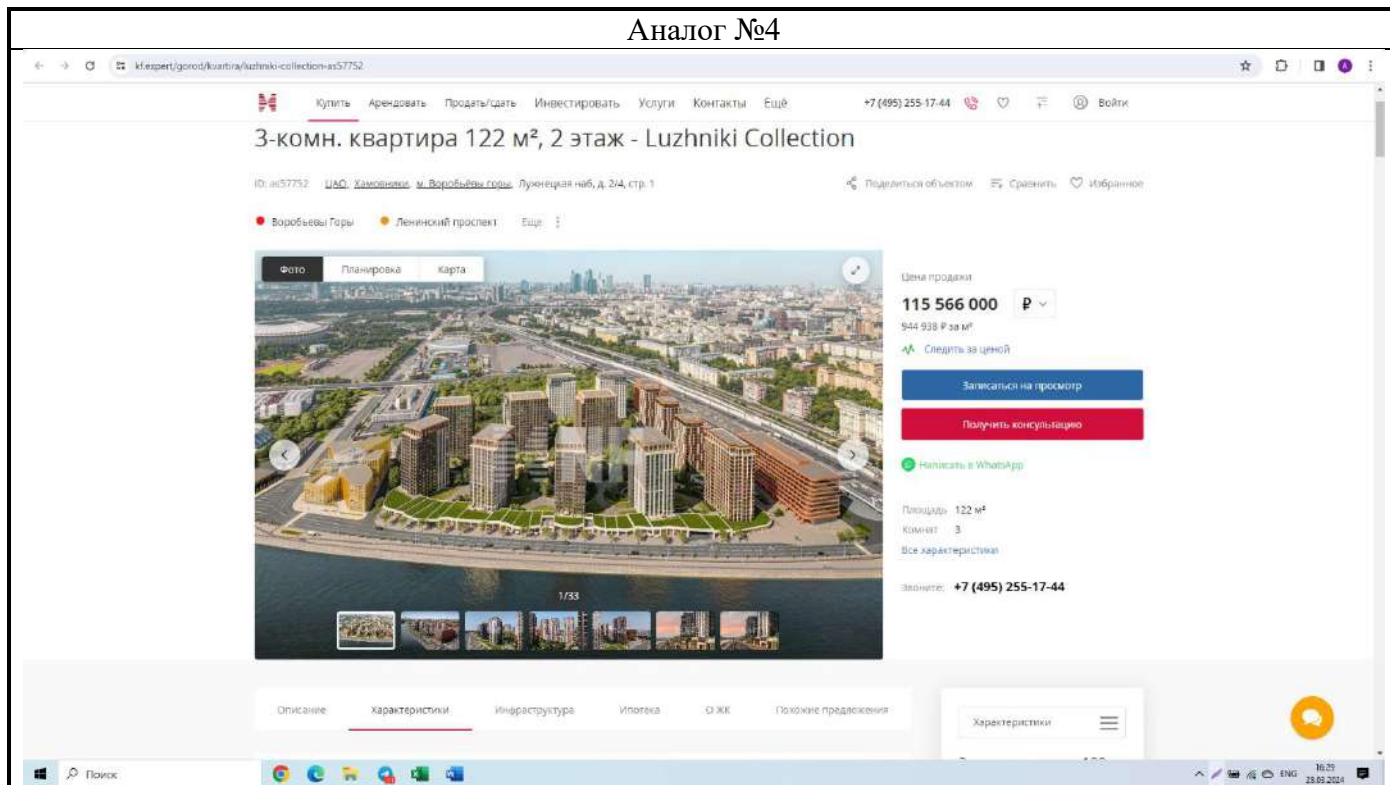 Аналог №4
kf.expert/gorod/kvartira/luzhniki-collection-as57752
Купить Арендовать Продать/сдать Инвестировать Услуги Контакты Ещё +7 (495) 255-17-44 Войти
3-комн. квартира 122 м², 2 этаж - Luzhniki Collection
ID: as57752 ЦАО, Хамовники, м. Воробьёвы горы, Лужнецкая наб, д. 2/4, стр. 1 Поделиться объектом Сравнить Избранное
Воробьевы Горы Ленинский проспект Еще
Фото Планировка Карта
Цена продажи
115 566 000 ₽
944 938 ₽ за м²
Следить за ценой
Записаться на просмотр
Получить консультацию
Написать в WhatsApp
Площадь 122 м²
Комнат 3
Все характеристики
Звоните: +7 (495) 255-17-44
1/33
Описание Характеристики Инфраструктура Ипотека О ЖК Похожие предложения
Характеристики
Поиск
ENG 16:29
28.03.2024